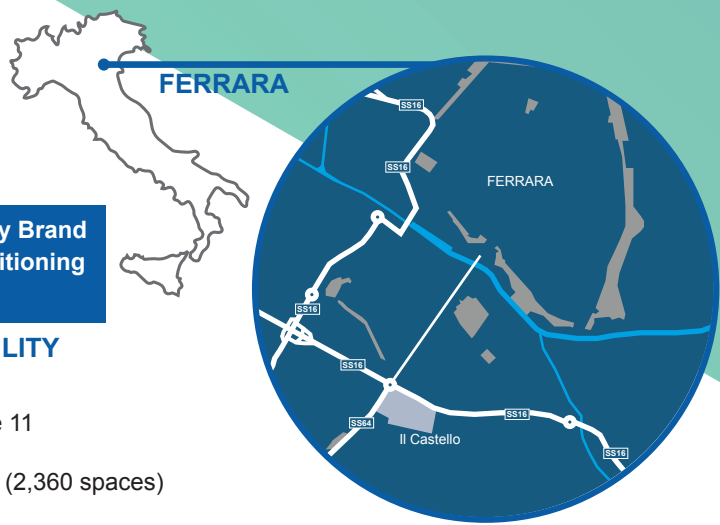 FERRARA
y Brand
itioning
LITY
e 11
(2,360 spaces)
SS16
SS16
FERRARA
SS16
SS16
SS64
SS16
Il Castello
SS16